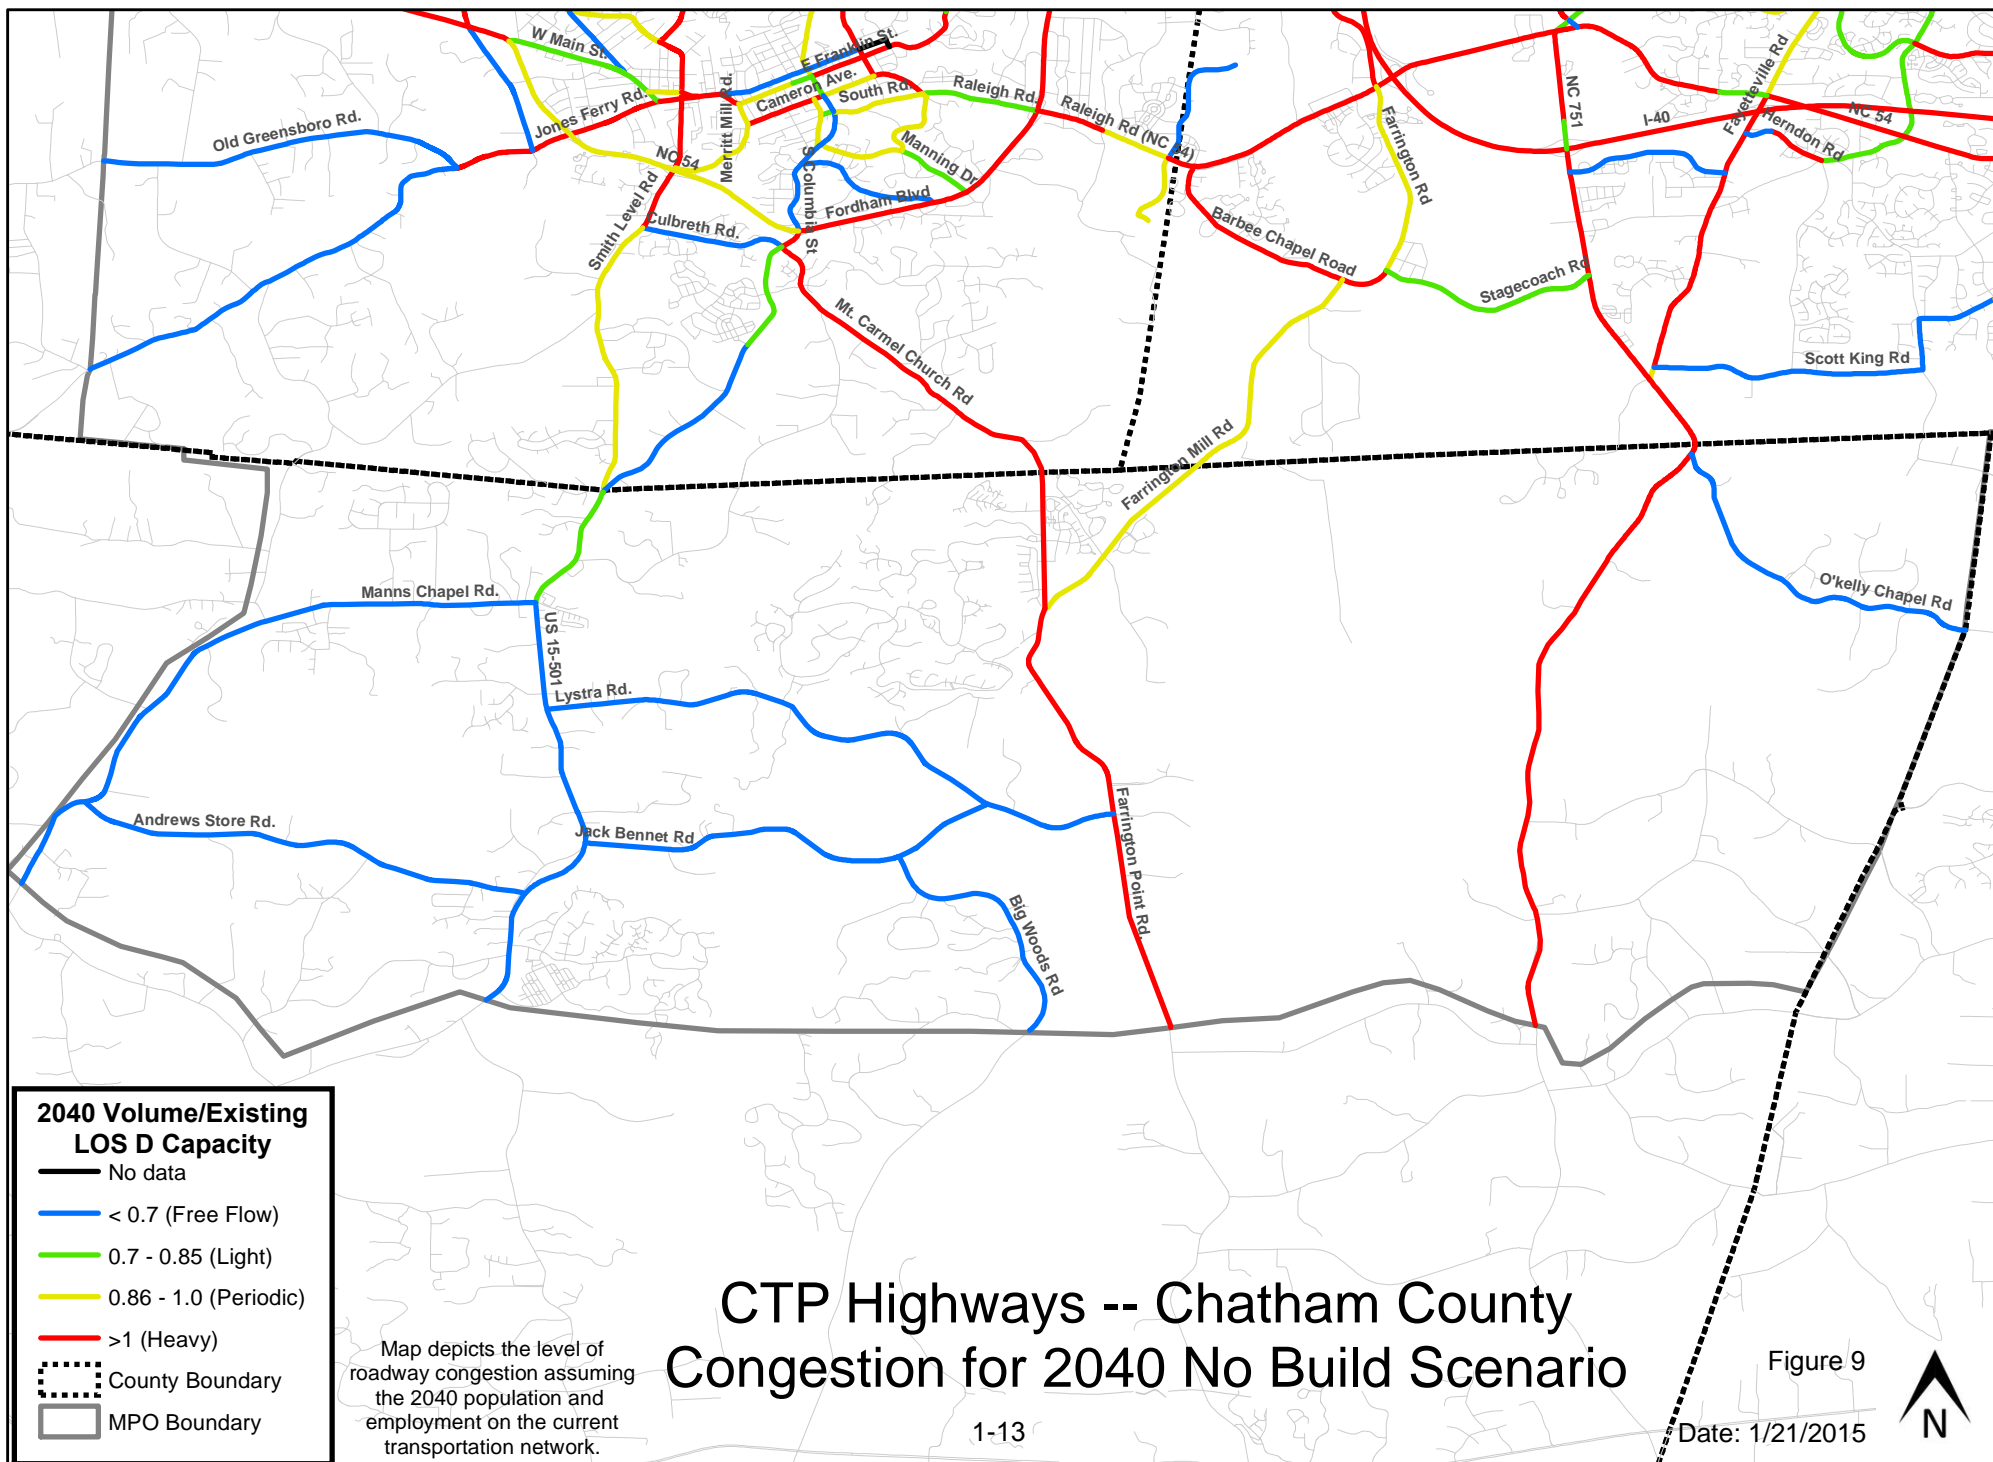 W Main St.
E Franklin St.
Cameron Ave.
South Rd.
Raleigh Rd.
Raleigh Rd (NC 54)
Jones Ferry Rd.
Merritt Mill Rd.
Old Greensboro Rd.
NC 54
Manning Dr
S Columbia St
Fordham Blvd
Smith Level Rd
Culbreth Rd.
Mt. Carmel Church Rd
Barbee Chapel Road
Farrington Rd
Stagecoach Rd
NC 751
I-40
Fayetteville Rd
Herndon Rd
NC 54
Scott King Rd
Farrington Mill Rd
O'kelly Chapel Rd
Manns Chapel Rd.
US 15-501
Lystra Rd.
Andrews Store Rd.
Jack Bennet Rd
Farrington Point Rd.
Big Woods Rd
2040 Volume/Existing
LOS D Capacity
No data
< 0.7 (Free Flow)
0.7 - 0.85 (Light)
0.86 - 1.0 (Periodic)
>1 (Heavy)
County Boundary
MPO Boundary
Map depicts the level of
roadway congestion assuming
the 2040 population and
employment on the current
transportation network.
CTP Highways -- Chatham County
Congestion for 2040 No Build Scenario
1-13
Figure 9
Date: 1/21/2015
N